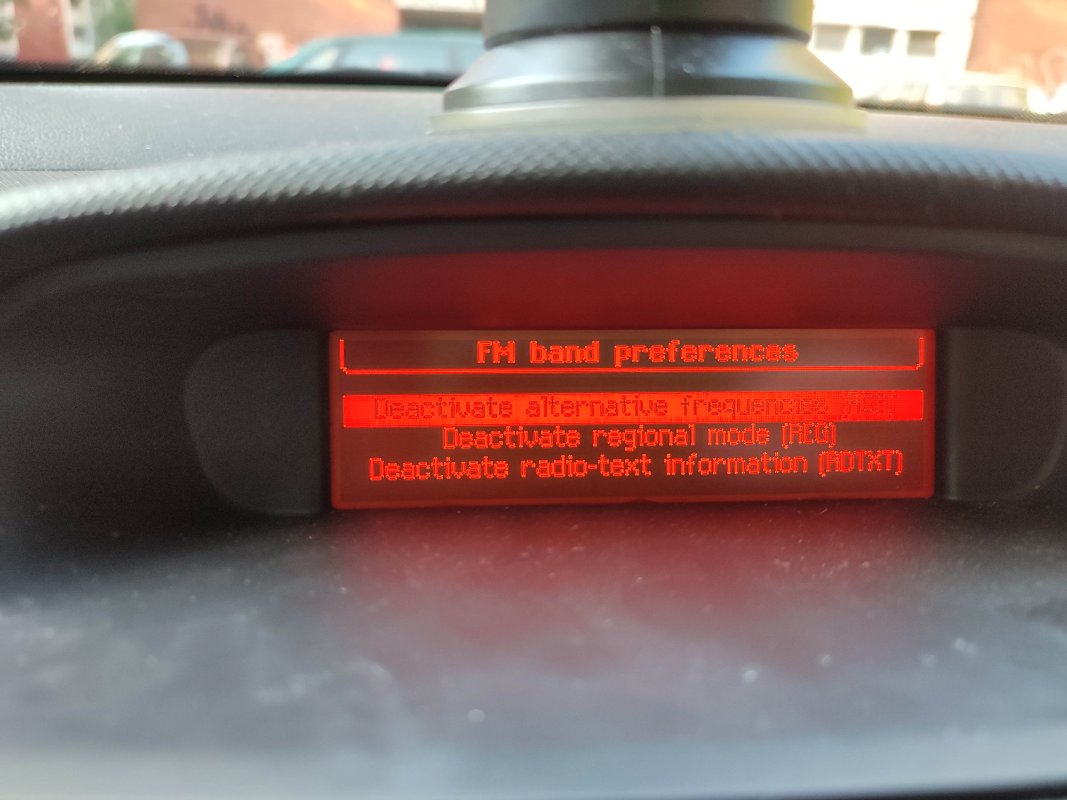 FM band preferences
Deactivate alternative frequencies
Deactivate regional mode (REG)
Deactivate radio-text information (RDTXT)